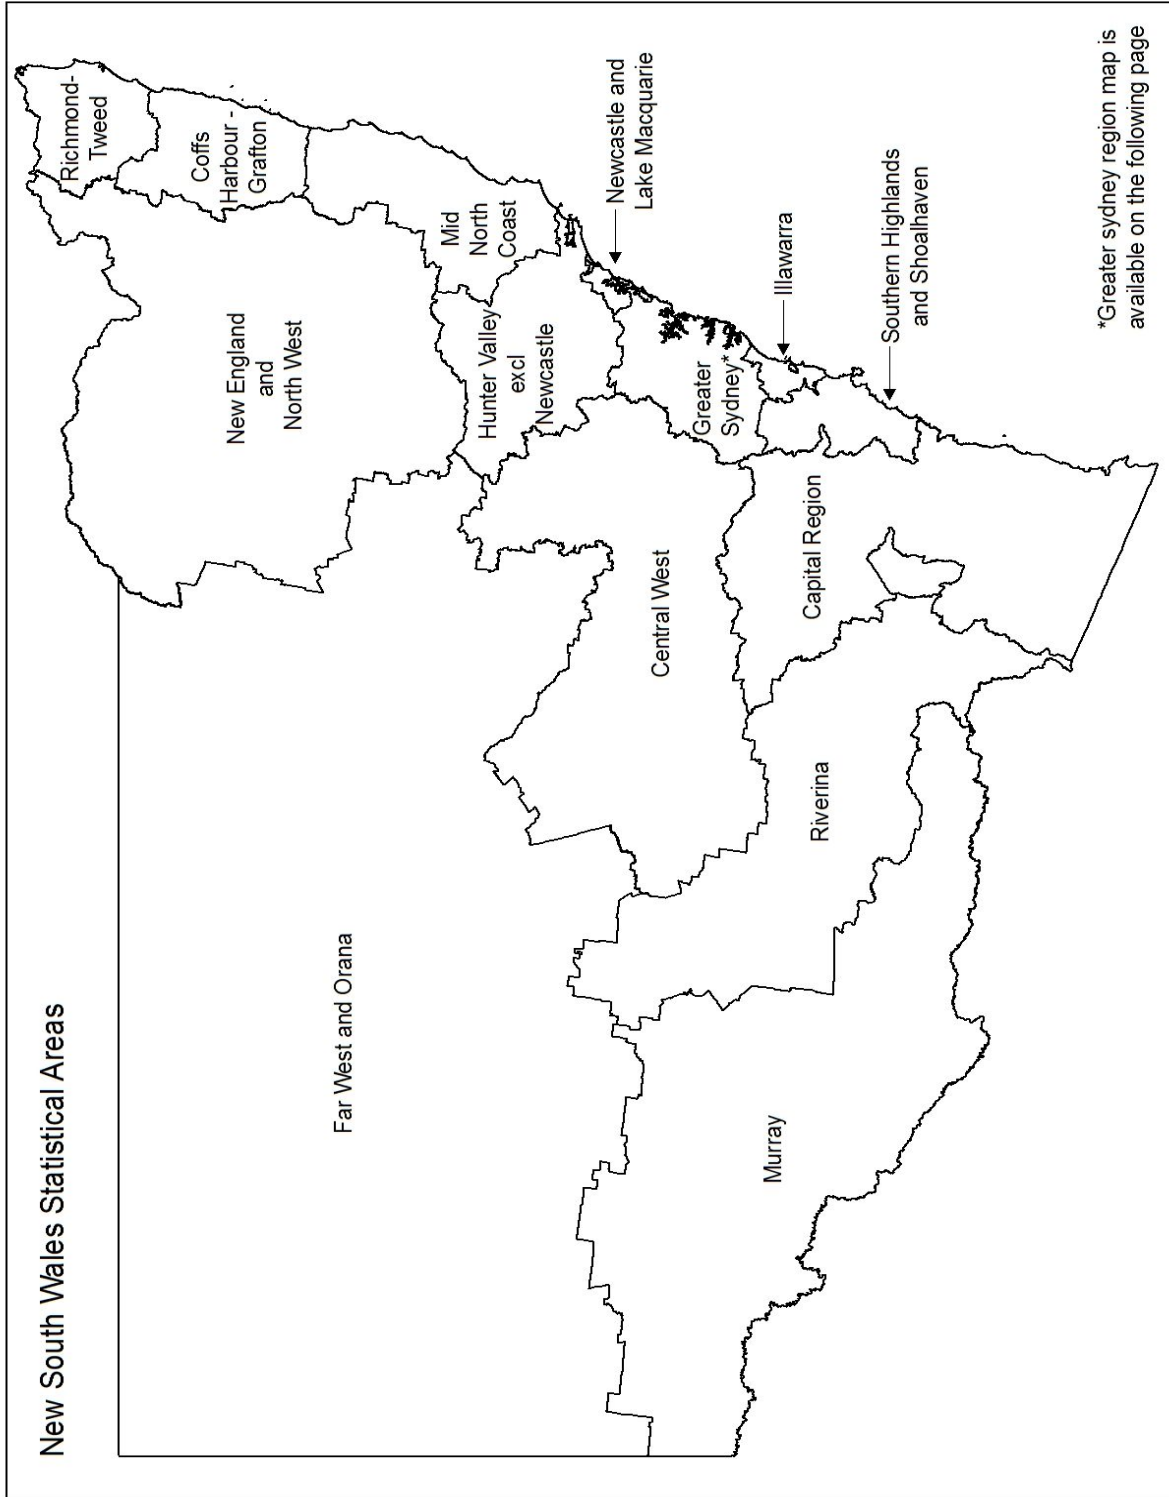 New South Wales Statistical Areas
Richmond-
Tweed
Coffs
Harbour -
Grafton
New England
and
North West
Mid
North
Coast
Hunter Valley
excl
Newcastle
Newcastle and
Lake Macquarie
Far West and Orana
Central West
Greater
Sydney*
Illawarra
Capital Region
Southern Highlands
and Shoalhaven
Riverina
Murray
*Greater sydney region map is
available on the following page